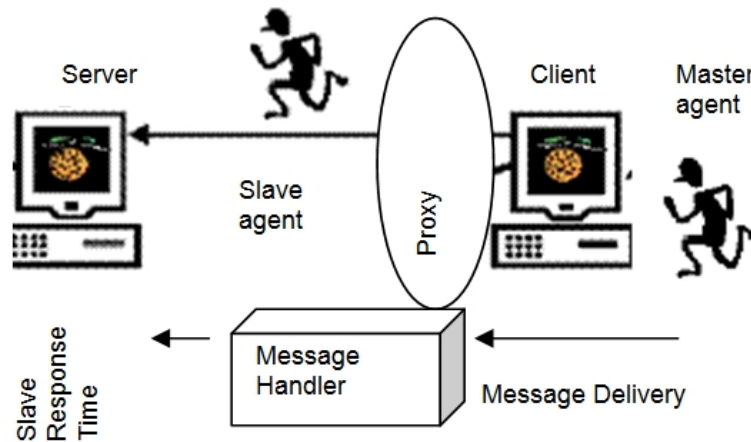 Server
Client
Master
agent
Slave
agent
Proxy
Message
Handler
Message Delivery
Slave
Response
Time